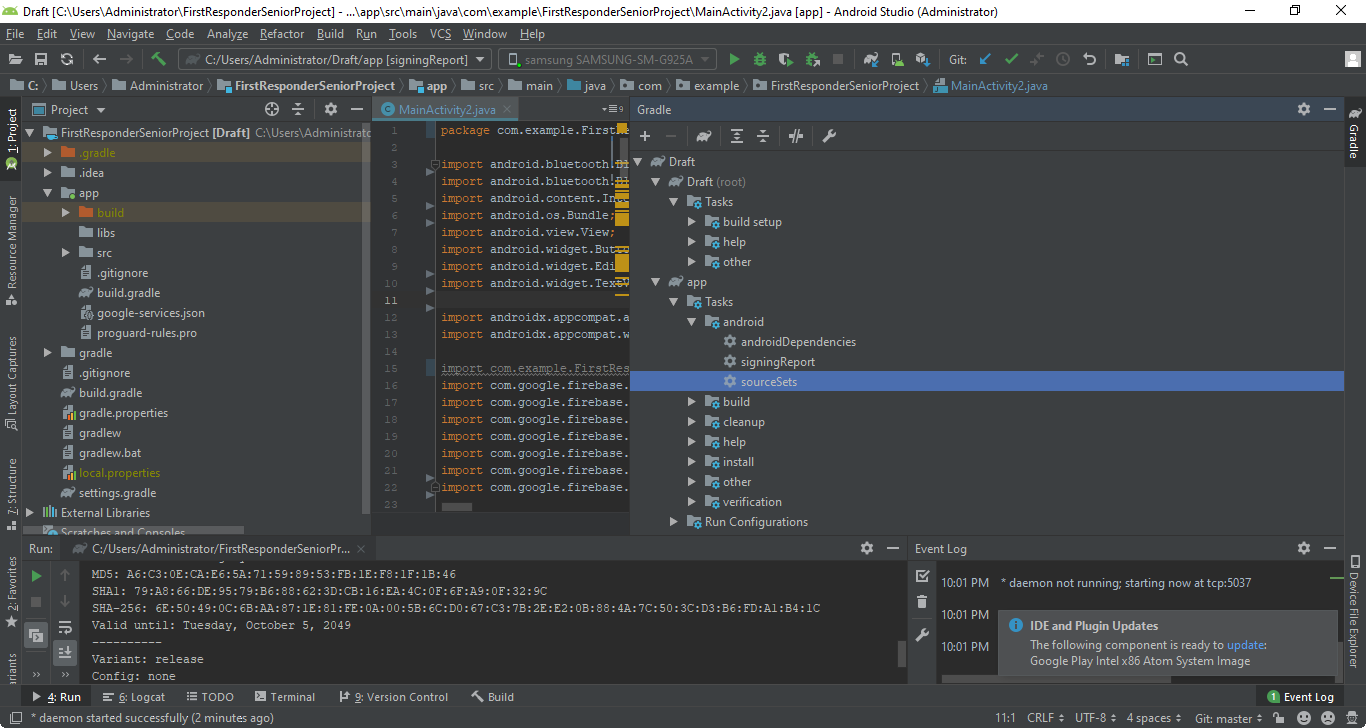 Draft [C:\Users\Administrator\FirstResponderSeniorProject] - ...\app\src\main\java\com\example\FirstResponderSeniorProject\MainActivity2.java [app] - Android Studio (Administrator)
File Edit View Navigate Code Analyze Refactor Build Run Tools VCS Window Help
C:/Users/Administrator/Draft/app [signingReport] samsung SAMSUNG-SM-G925A Git:
C: Users Administrator FirstResponderSeniorProject app src main java com example FirstResponderSeniorProject MainActivity2.java
1: Project
Resource Manager
Layout Captures
7: Structure
2: Favorites
Project
FirstResponderSeniorProject [Draft] C:\Users\Administrato
.gradle
.idea
app
build
libs
src
.gitignore
build.gradle
google-services.json
proguard-rules.pro
gradle
.gitignore
build.gradle
gradle.properties
gradlew
gradlew.bat
local.properties
settings.gradle
External Libraries
Scratches and Consoles
MainActivity2.java
1 package com.example.FirstRe
2
3 import android.bluetooth.Bl
4 import android.bluetooth.Bl
5 import android.content.Inte
6 import android.os.Bundle;
7 import android.view.View;
8 import android.widget.Butto
9 import android.widget.Edi
10 import android.widget.TextV
11
12 import androidx.appcompat.a
13 import androidx.appcompat.w
14
15 import com.example.FirstRes
16 import com.google.firebase.
17 import com.google.firebase.
18 import com.google.firebase.
19 import com.google.firebase.
20 import com.google.firebase.
21 import com.google.firebase.
22 import com.google.firebase.
23
Gradle
Draft
Draft (root)
Tasks
build setup
help
other
app
Tasks
android
androidDependencies
signingReport
sourceSets
build
cleanup
help
install
other
verification
Run Configurations
Gradle
Device File Explorer
Run: C:/Users/Administrator/FirstResponderSeniorPr...
MD5: A6:C3:0E:CA:E6:5A:71:59:89:53:FB:1E:F8:1F:1B:46
SHA1: 79:A8:66:DE:95:79:B6:88:62:3D:CB:16:EA:4C:0F:6F:A9:0F:32:9C
SHA-256: 6E:50:49:0C:6B:AA:87:1E:81:FE:0A:00:5B:6C:D0:67:C3:7B:2E:E2:0B:88:4A:7C:50:3C:D3:B6:FD:A1:B4:1C
Valid until: Tuesday, October 5, 2049
----------
Variant: release
Config: none
Event Log
10:01 PM * daemon not running; starting now at tcp:5037
10:01 PM
10:01 PM
IDE and Plugin Updates
The following component is ready to update:
Google Play Intel x86 Atom System Image
4: Run 6: Logcat TODO Terminal 9: Version Control Build 1 Event Log
* daemon started successfully (2 minutes ago) 11:1 CRLF UTF-8 4 spaces Git: master